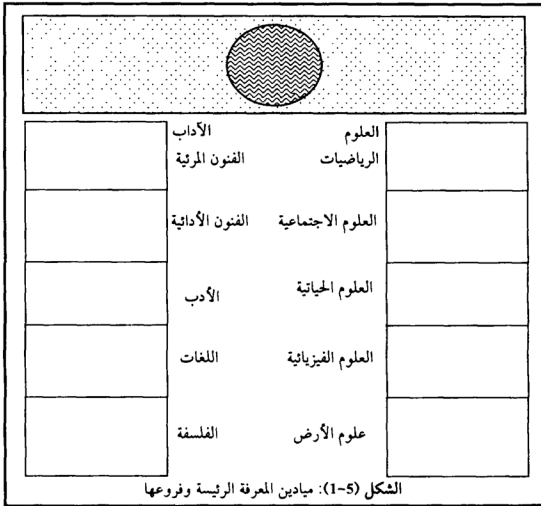 العلوم الآداب
الرياضيات الفنون المرئية
العلوم الاجتماعية الفنون الأدائية
العلوم الحياتية الأدب
العلوم الفيزيائية اللغات
علوم الأرض الفلسفة
الشكل (5-1): ميادين المعرفة الرئيسة وفروعها